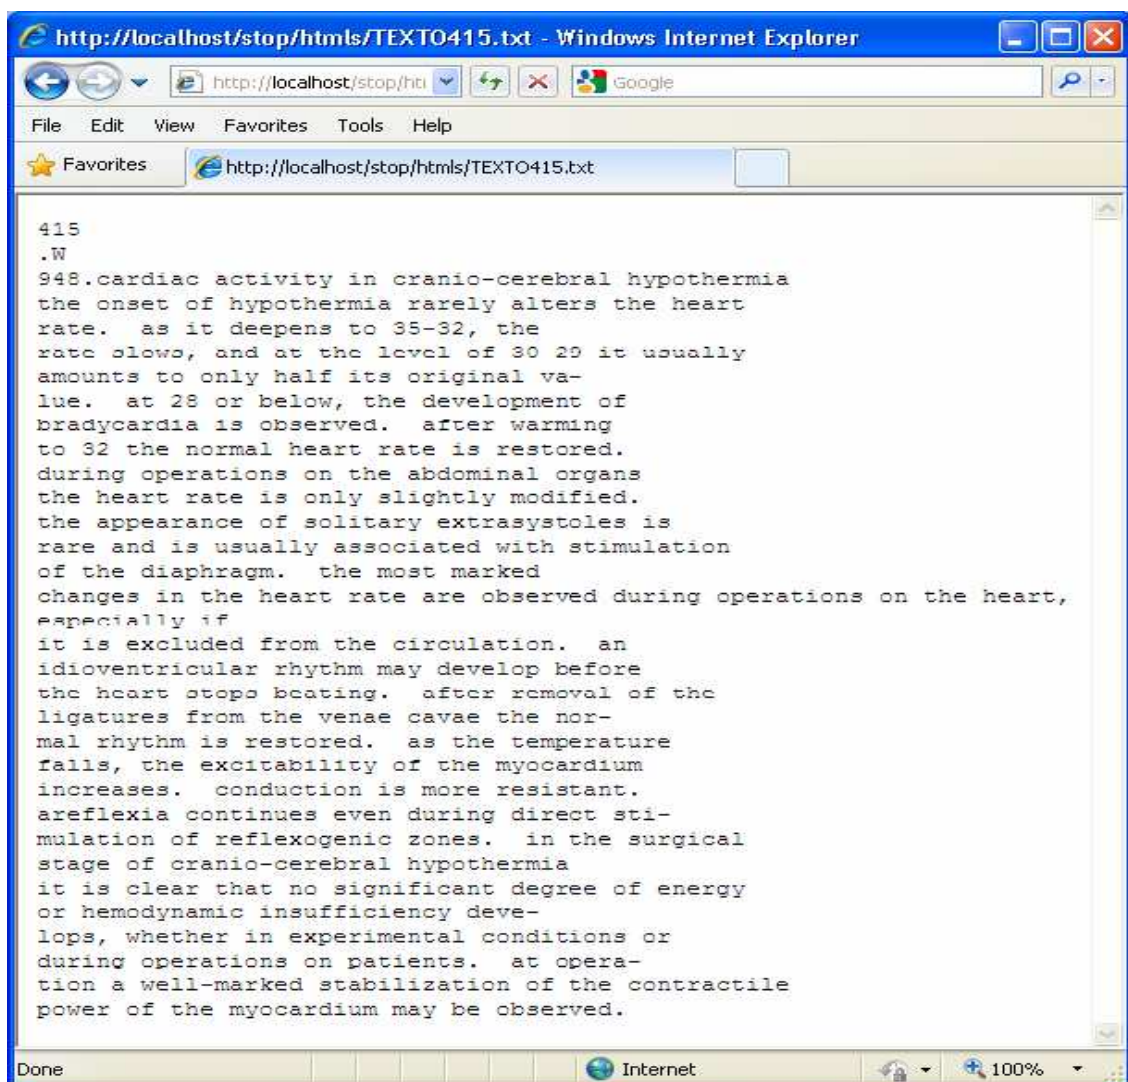 http://localhost/stop/htmls/TEXTO415.txt - Windows Internet Explorer
http://localhost/stop/htı Google
File Edit View Favorites Tools Help
Favorites http://localhost/stop/htmls/TEXTO415.txt
415
.W
948.cardiac activity in cranio-cerebral hypothermia
the onset of hypothermia rarely alters the heart
rate. as it deepens to 35-32, the
rate slows, and at the level of 30 29 it usually
amounts to only half its original va-
lue. at 28 or below, the development of
bradycardia is observed. after warming
to 32 the normal heart rate is restored.
during operations on the abdominal organs
the heart rate is only slightly modified.
the appearance of solitary extrasystoles is
rare and is usually associated with stimulation
of the diaphragm. the most marked
changes in the heart rate are observed during operations on the heart,
especially if
it is excluded from the circulation. an
idioventricular rhythm may develop before
the heart stops beating. after removal of the
ligatures from the venae cavae the nor-
mal rhythm is restored. as the temperature
falls, the excitability of the myocardium
increases. conduction is more resistant.
areflexia continues even during direct sti-
mulation of reflexogenic zones. in the surgical
stage of cranio-cerebral hypothermia
it is clear that no significant degree of energy
or hemodynamic insufficiency deve-
lops, whether in experimental conditions or
during operations on patients. at opera-
tion a well-marked stabilization of the contractile
power of the myocardium may be observed.
Done Internet 100%